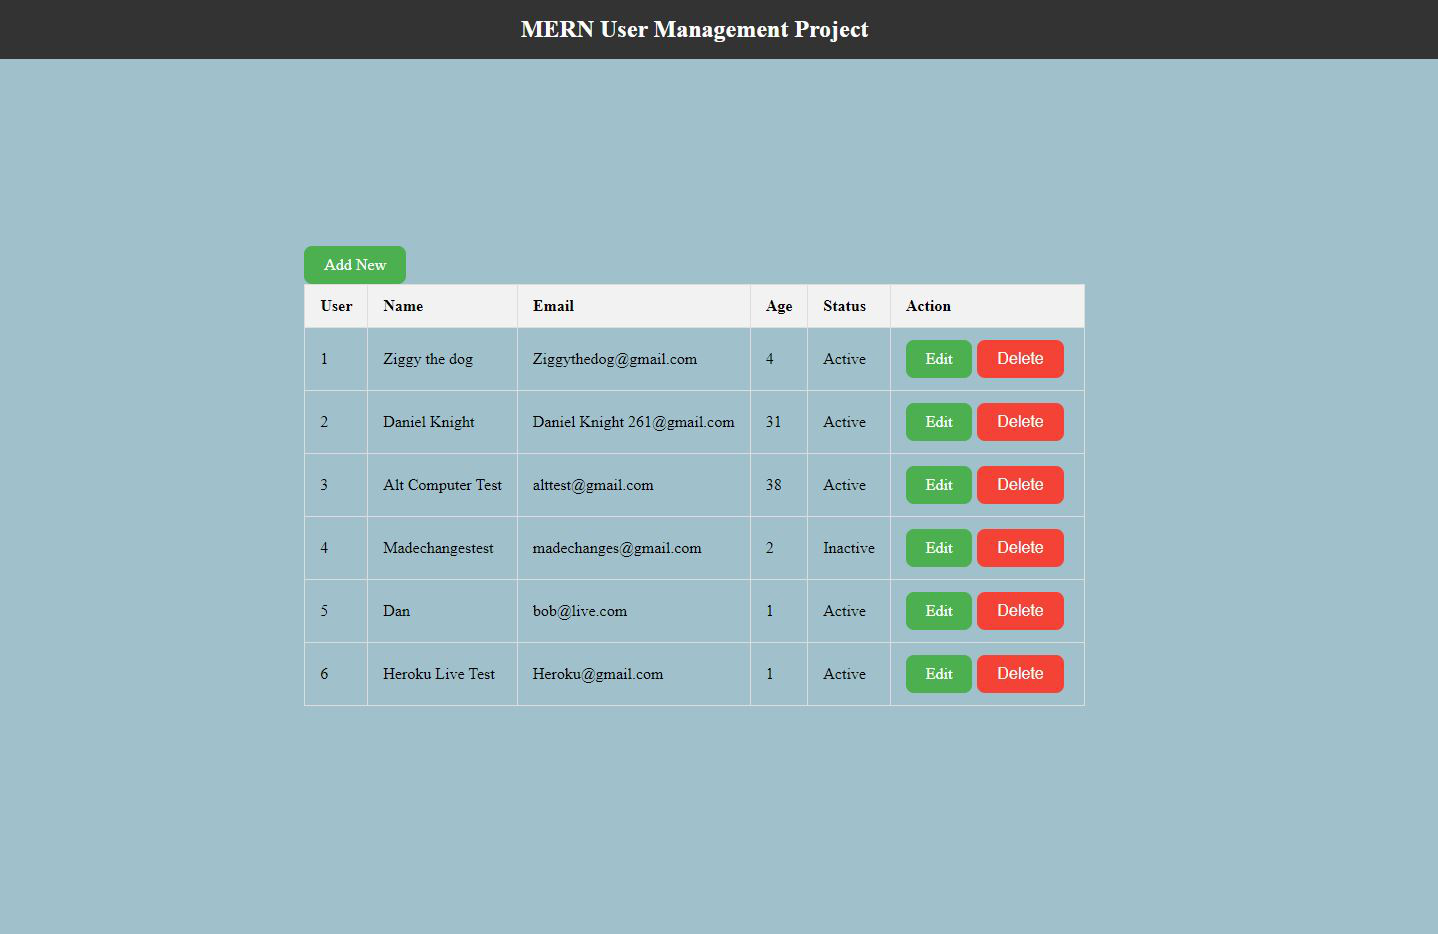 MERN User Management Project
Add New
User Name Email Age Status Action
1 Ziggy the dog Ziggythedog@gmail.com 4 Active Edit Delete
2 Daniel Knight Daniel Knight 261@gmail.com 31 Active Edit Delete
3 Alt Computer Test alttest@gmail.com 38 Active Edit Delete
4 Madechangestest madechanges@gmail.com 2 Inactive Edit Delete
5 Dan bob@live.com 1 Active Edit Delete
6 Heroku Live Test Heroku@gmail.com 1 Active Edit Delete